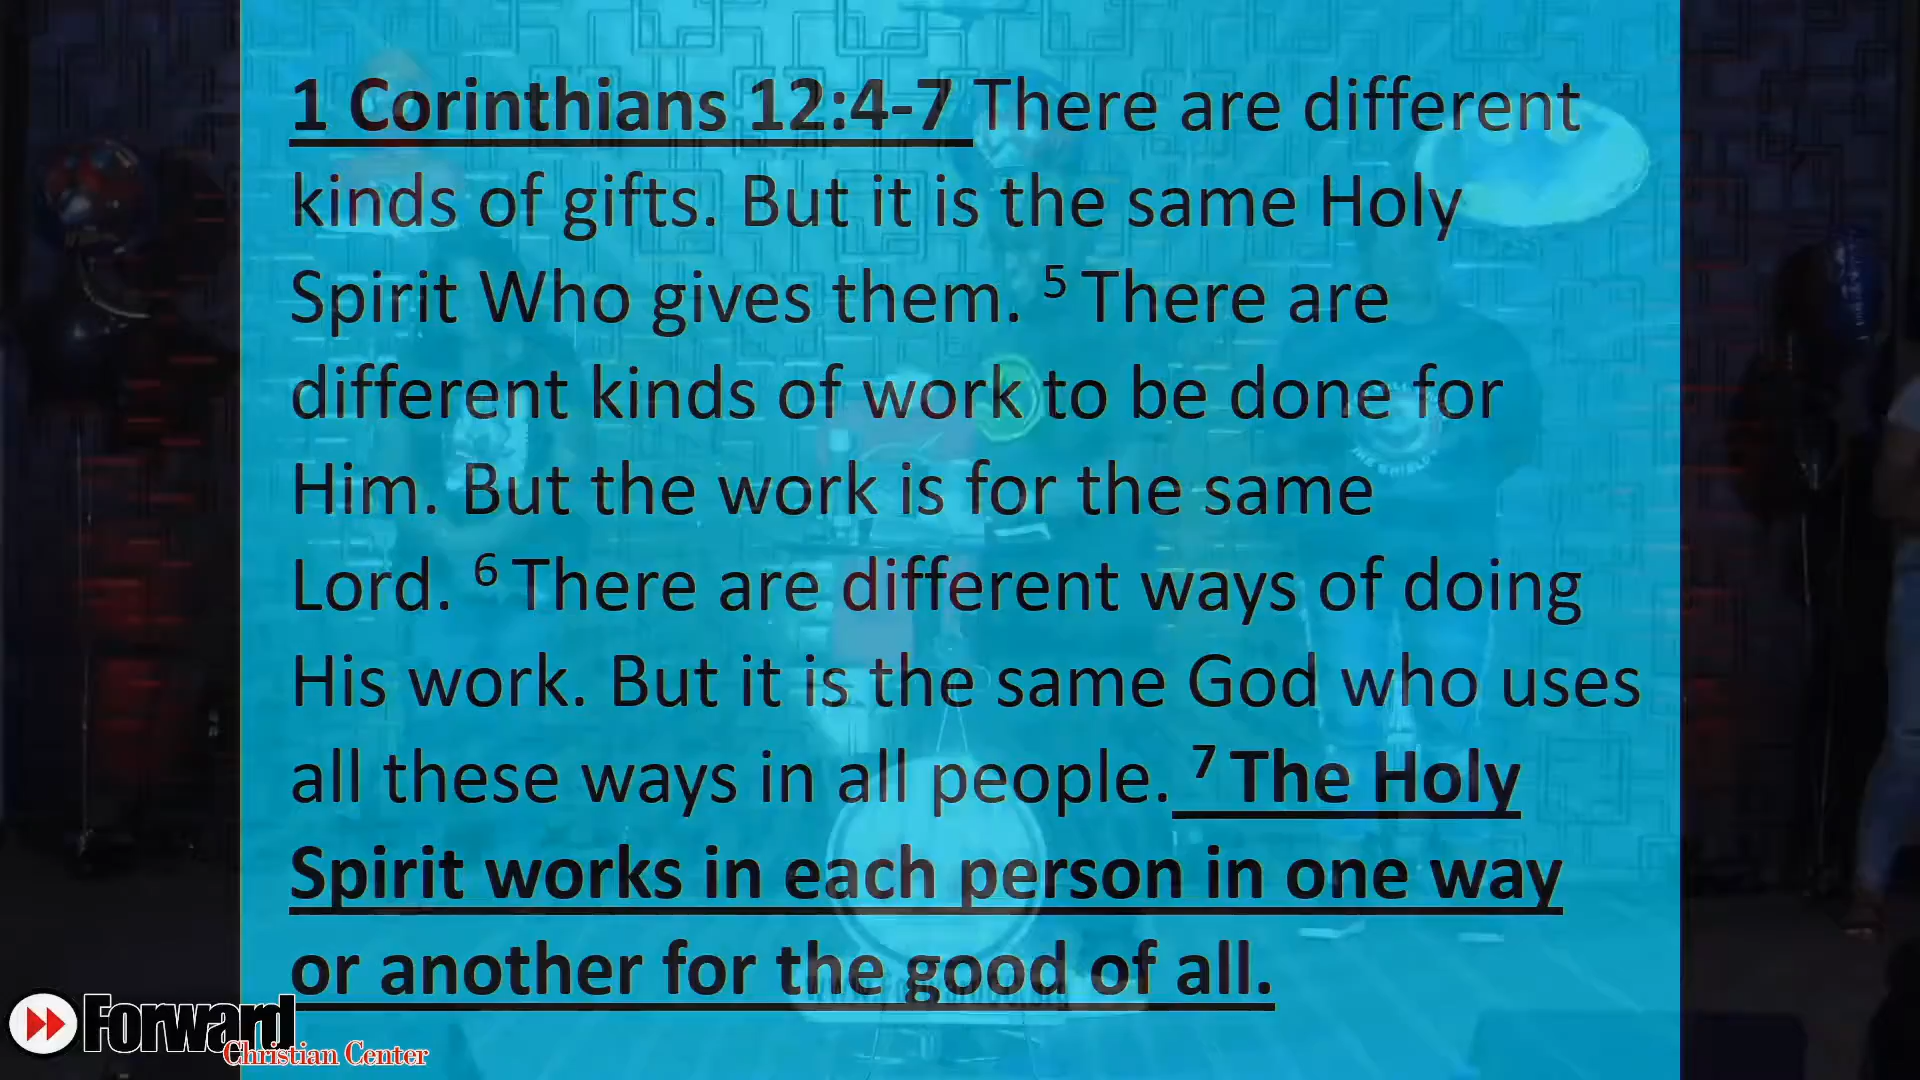 1 Corinthians 12:4-7 There are different
kinds of gifts. But it is the same Holy
Spirit Who gives them. 5 There are
different kinds of work to be done for
Him. But the work is for the same
Lord. 6 There are different ways of doing
His work. But it is the same God who uses
all these ways in all people. 7 The Holy
Spirit works in each person in one way
or another for the good of all.
Forward
Christian Center